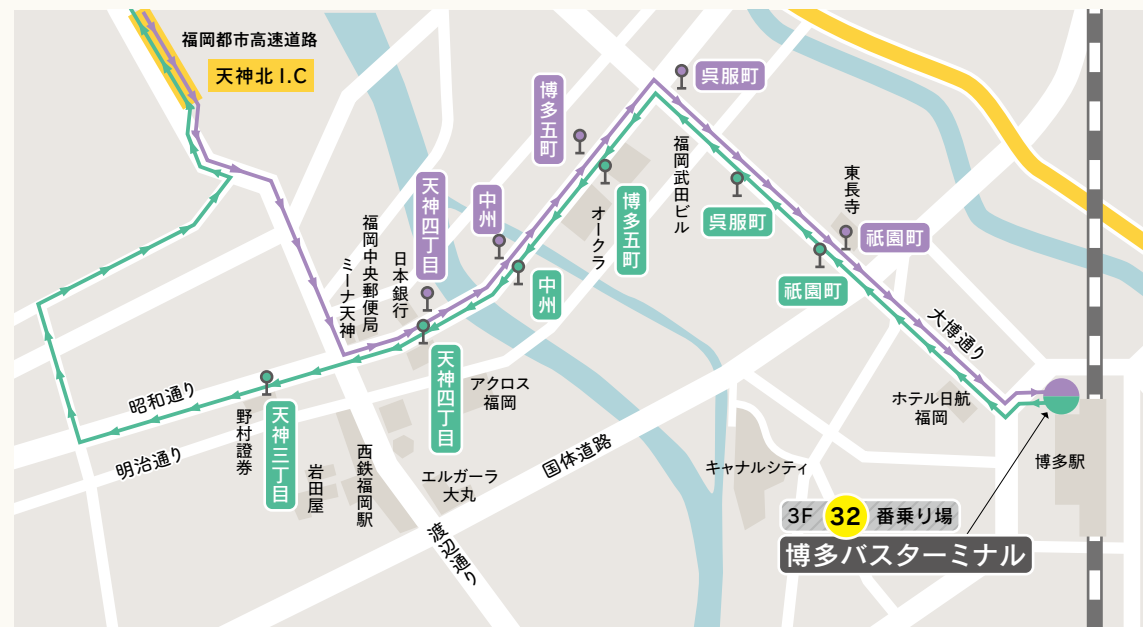 福岡都市高速道路
天神北 I.C
呉服町
博多五町
福岡武田ビル
東長寺
天神四丁目
中州
オークラ
博多五町
呉服町
祇園町
祇園町
福岡中央郵便局
ミーナ天神
日本銀行
中州
大博通り
昭和通り
天神四丁目
アクロス
福岡
ホテル日航
福岡
野村證券
天神三丁目
明治通り
岩田屋
西鉄福岡駅
エルガーラ
大丸
国体道路
キャナルシティ
博多駅
渡辺通り
3F 32 番乗り場
博多バスターミナル